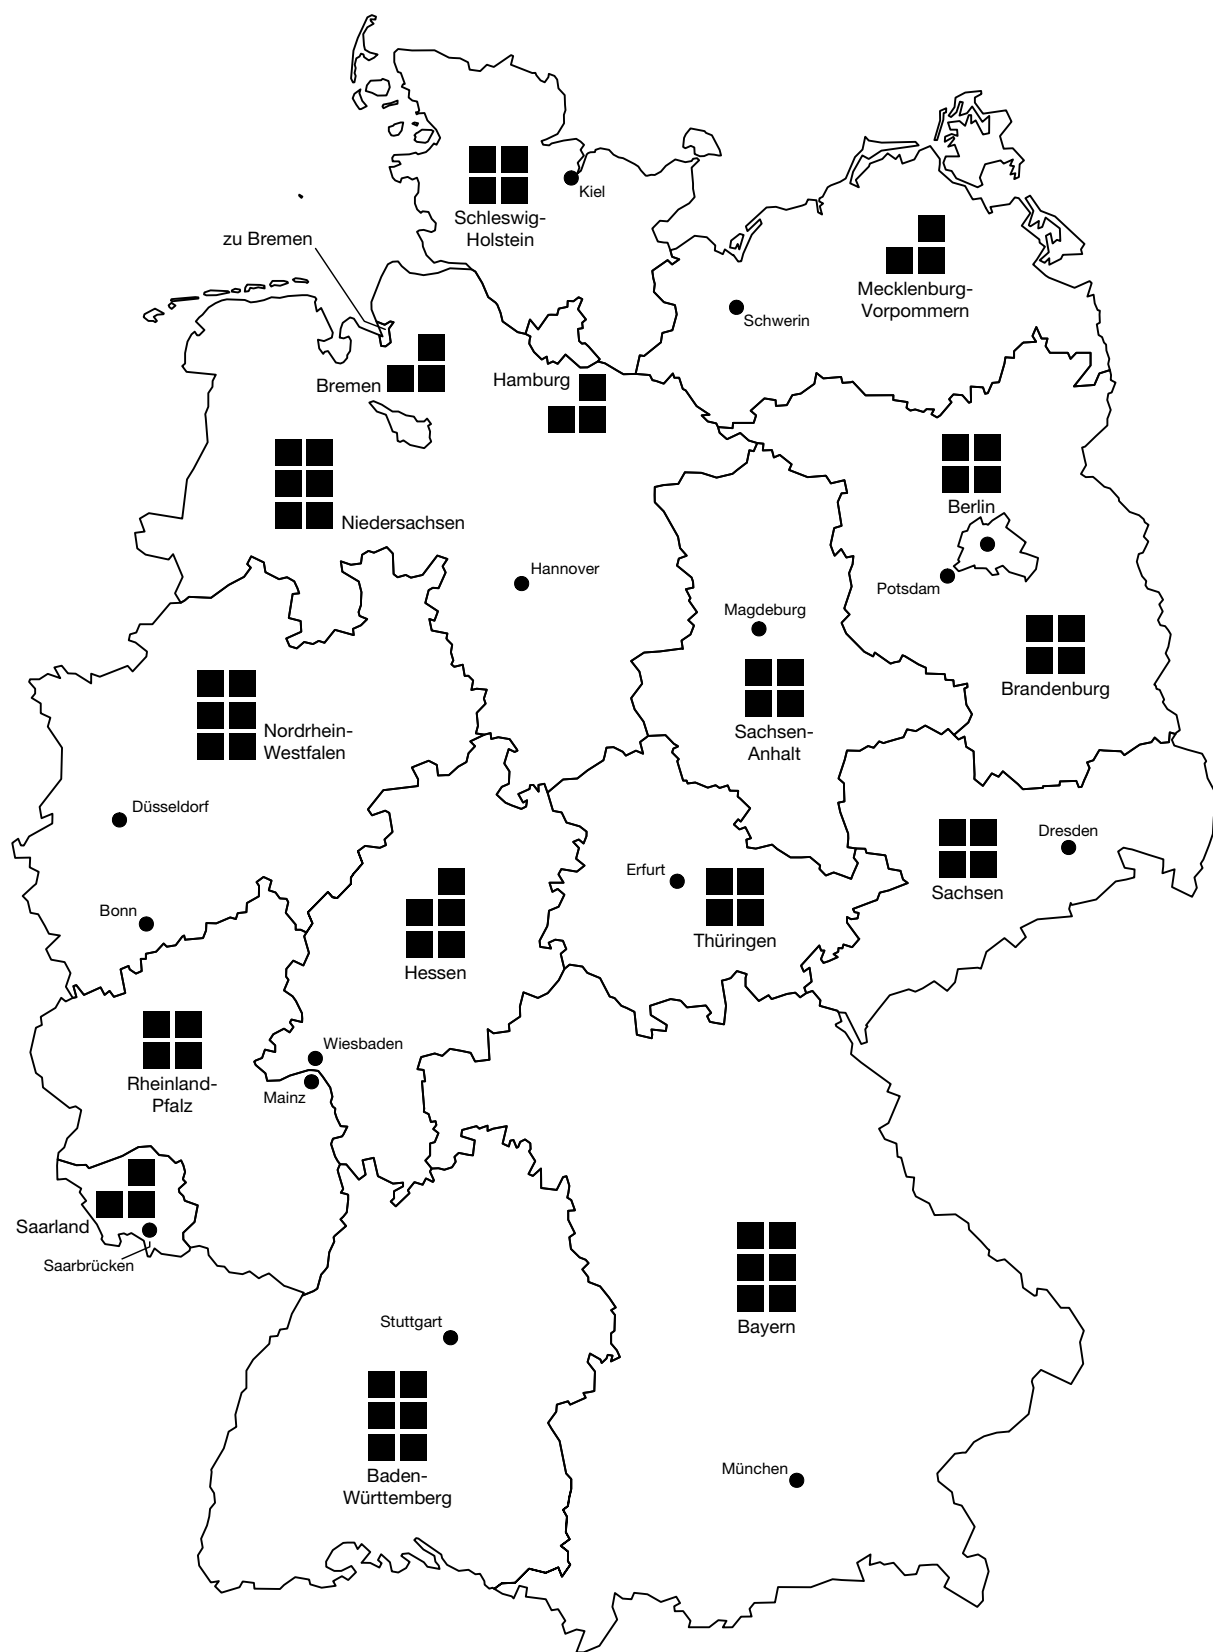 Kiel
Schleswig-
Holstein
zu Bremen
Mecklenburg-
Vorpommern
Schwerin
Bremen
Hamburg
Niedersachsen
Berlin
Hannover
Potsdam
Magdeburg
Brandenburg
Nordrhein-
Westfalen
Sachsen-
Anhalt
Düsseldorf
Dresden
Erfurt
Sachsen
Bonn
Thüringen
Hessen
Wiesbaden
Rheinland-
Pfalz
Mainz
Saarland
Saarbrücken
Stuttgart
Bayern
Baden-
Württemberg
München